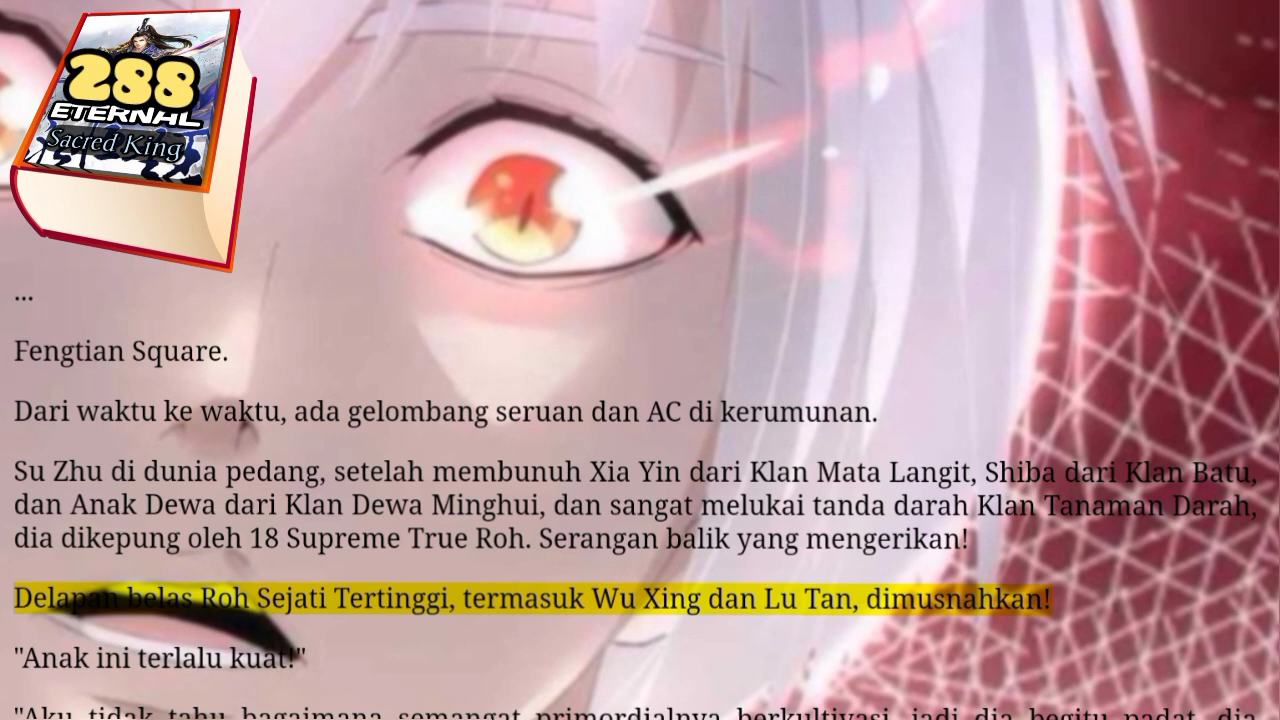 288
ETERNAL
Sacred King
...
Fengtian Square.
Dari waktu ke waktu, ada gelombang seruan dan AC di kerumunan.
Su Zhu di dunia pedang, setelah membunuh Xia Yin dari Klan Mata Langit, Shiba dari Klan Batu,
dan Anak Dewa dari Klan Dewa Minghui, dan sangat melukai tanda darah Klan Tanaman Darah,
dia dikepung oleh 18 Supreme True Roh. Serangan balik yang mengerikan!
Delapan belas Roh Sejati Tertinggi, termasuk Wu Xing dan Lu Tan, dimusnahkan!
"Anak ini terlalu kuat!"
"Aku tidak tahu bagaimana semangat primordialnya berkultivasi, jadi dia begitu padat, dia